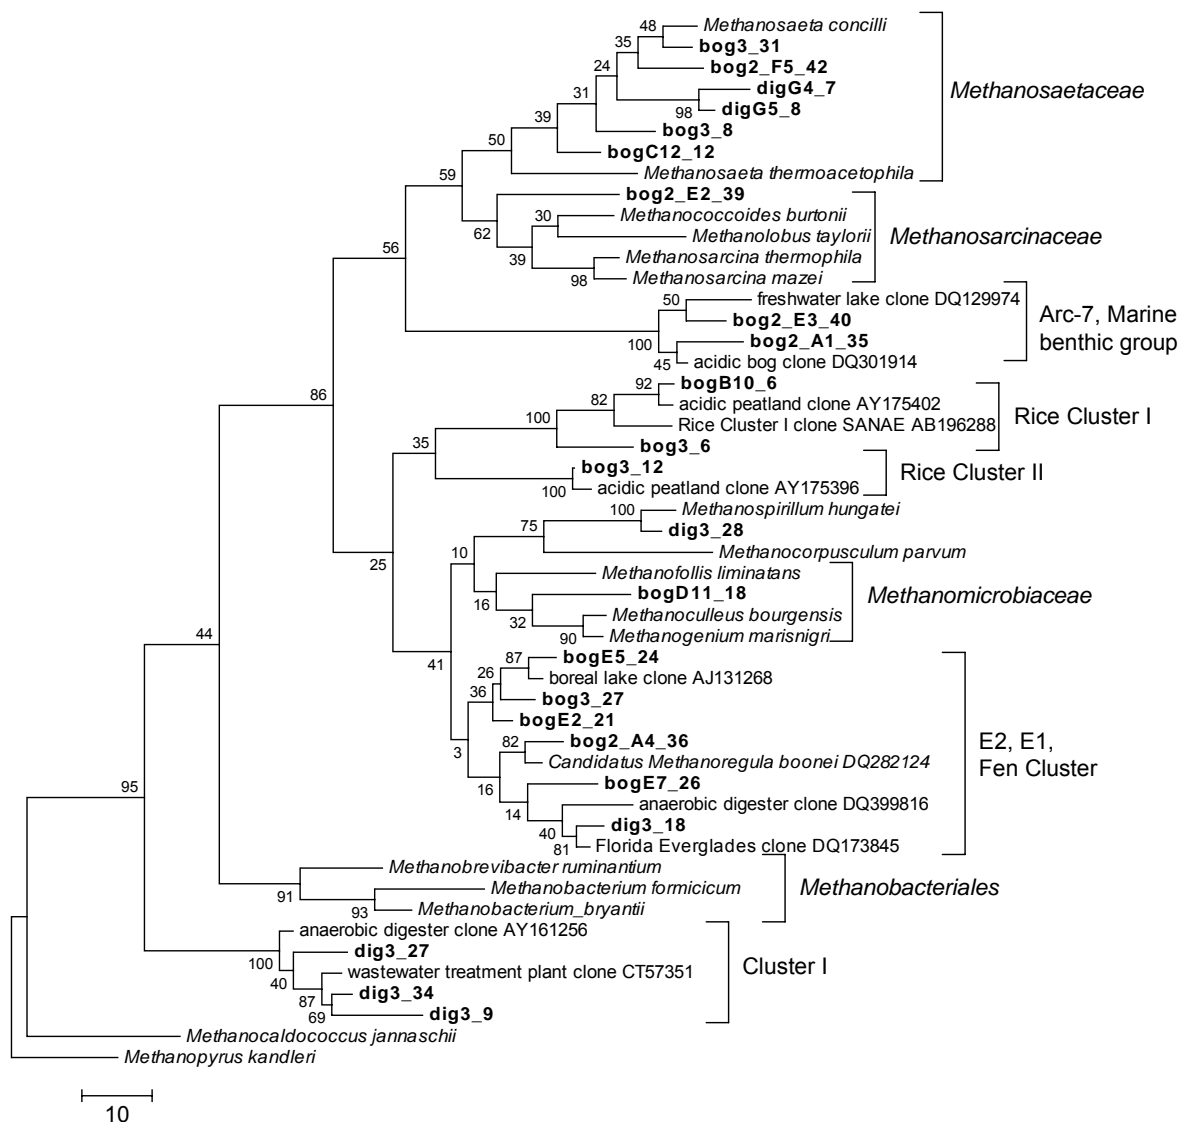 48
Methanosaeta concilli
35
bog3_31
24
bog2_F5_42
31
digG4_7
98
digG5_8
39
bog3_8
50
bogC12_12
59
Methanosaeta thermoacetophila
Methanosaetaceae
bog2_E2_39
62
30
Methanococcoides burtonii
39
Methanolobus taylorii
Methanosarcina thermophila
98
Methanosarcina mazei
Methanosarcinaceae
56
50
freshwater lake clone DQ129974
bog2_E3_40
100
bog2_A1_35
45
acidic bog clone DQ301914
Arc-7, Marine
benthic group
86
92
bogB10_6
82
acidic peatland clone AY175402
100
Rice Cluster I clone SANAE AB196288
35
bog3_6
Rice Cluster I
bog3_12
100
acidic peatland clone AY175396
Rice Cluster II
25
100
Methanospirillum hungatei
75
dig3_28
10
Methanocorpusculum parvum
Methanofollis liminatans
16
bogD11_18
32
Methanoculleus bourgensis
90
Methanogenium marisnigri
Methanomicrobiaceae
44
41
87
bogE5_24
26
boreal lake clone AJ131268
36
bog3_27
bogE2_21
3
82
bog2_A4_36
Candidatus Methanoregula boonei DQ282124
16
bogE7_26
14
anaerobic digester clone DQ399816
40
dig3_18
81
Florida Everglades clone DQ173845
E2, E1,
Fen Cluster
95
Methanobrevibacter ruminantium
91
Methanobacterium formicicum
93
Methanobacterium_bryantii
Methanobacteriales
anaerobic digester clone AY161256
100
dig3_27
40
wastewater treatment plant clone CT57351
87
dig3_34
69
dig3_9
Cluster I
Methanocaldococcus jannaschii
Methanopyrus kandleri
10